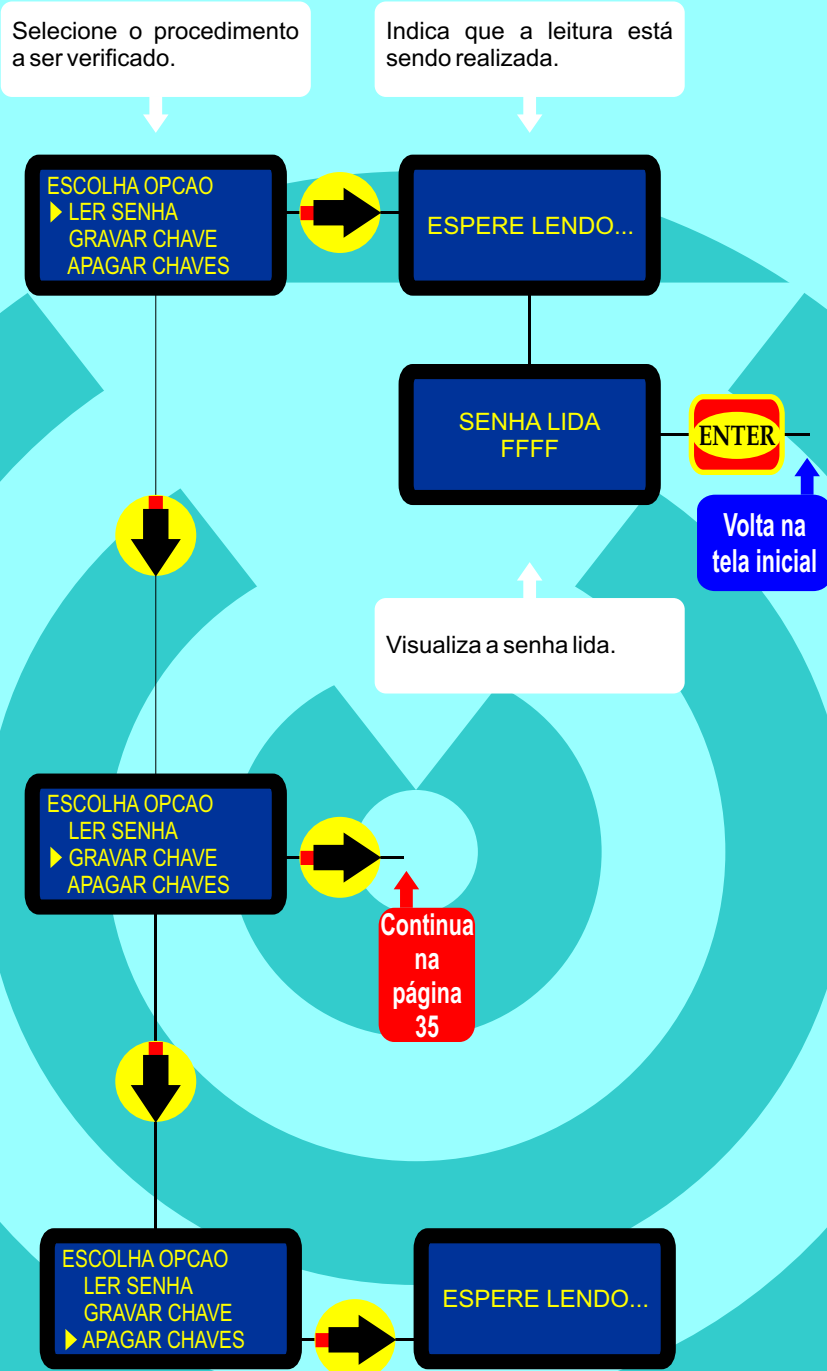 Selecione o procedimento
a ser verificado.
Indica que a leitura está
sendo realizada.
ESCOLHA OPCAO
LER SENHA
GRAVAR CHAVE
APAGAR CHAVES
ESPERE LENDO...
SENHA LIDA
FFFF
ENTER
Volta na
tela inicial
Visualiza a senha lida.
ESCOLHA OPCAO
LER SENHA
GRAVAR CHAVE
APAGAR CHAVES
Continua
na
página
35
ESCOLHA OPCAO
LER SENHA
GRAVAR CHAVE
APAGAR CHAVES
ESPERE LENDO...